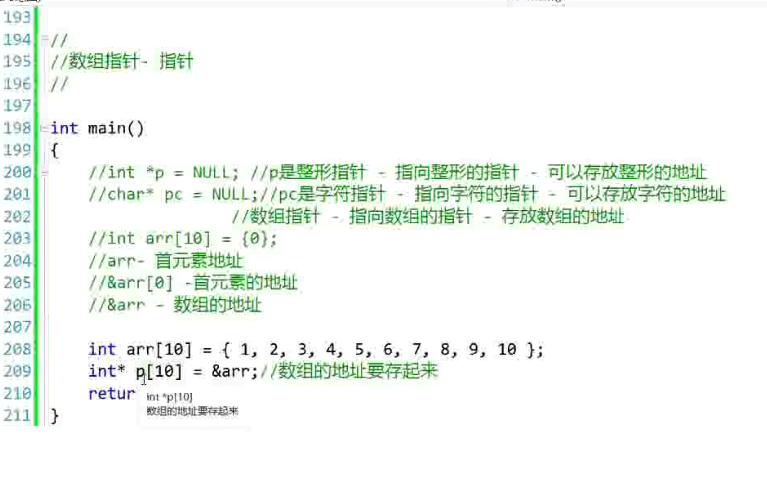 193
194 //
195 //数组指针- 指针
196 //
197
198 int main()
199 {
200 //int *p = NULL; //p是整形指针 - 指向整形的指针 - 可以存放整形的地址
201 //char* pc = NULL;//pc是字符指针 - 指向字符的指针 - 可以存放字符的地址
202 //数组指针 - 指向数组的指针 - 存放数组的地址
203 //int arr[10] = {0};
204 //arr- 首元素地址
205 //&arr[0] -首元素的地址
206 //&arr - 数组的地址
207
208 int arr[10] = { 1, 2, 3, 4, 5, 6, 7, 8, 9, 10 };
209 int* p[10] = &arr;//数组的地址要存起来
210 retur
int *p[10]
数组的地址要存起来
211 }